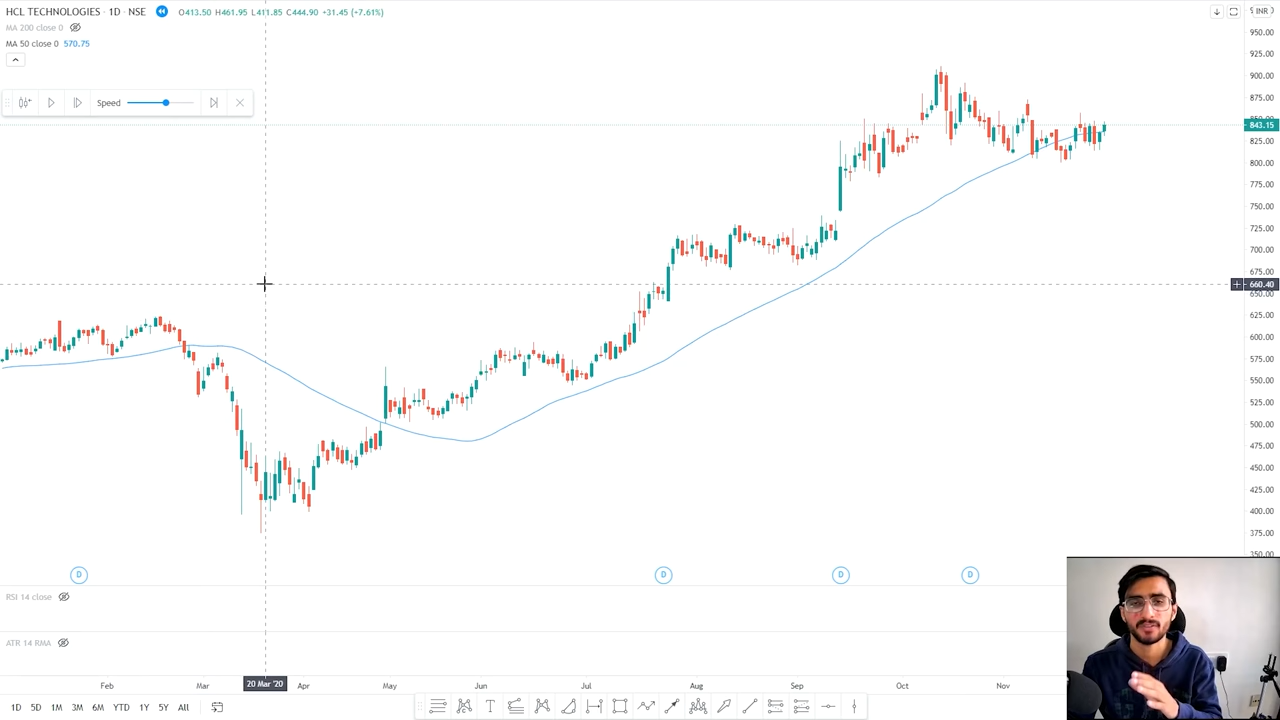 HCL TECHNOLOGIES · 1D · NSE O413.50 H461.95 L411.85 C444.90 +31.45 (+7.61%)
INR
MA 200 close 0
MA 50 close 0 570.75
Speed
950.00
925.00
900.00
875.00
843.15
825.00
800.00
775.00
750.00
725.00
700.00
675.00
660.40
650.00
625.00
600.00
575.00
550.00
525.00
500.00
475.00
450.00
425.00
400.00
375.00
D D D D
RSI 14 close
ATR 14 RMA
Feb Mar 20 Mar '20 Apr May Jun Jul Aug Sep Oct Nov
1D 5D 1M 3M 6M YTD 1Y 5Y All
T